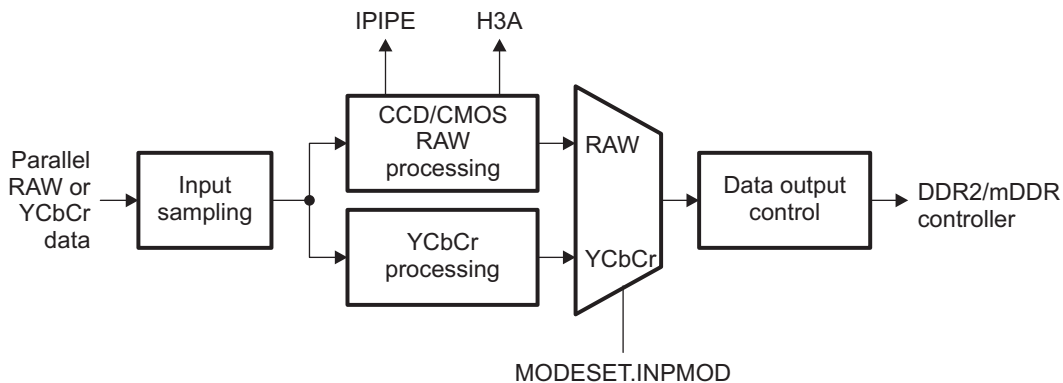 IPIPE
H3A
CCD/CMOS
RAW
processing
Parallel
RAW or
YCbCr
data
Input
sampling
YCbCr
processing
RAW
YCbCr
Data output
control
DDR2/mDDR
controller
MODESET.INPMOD